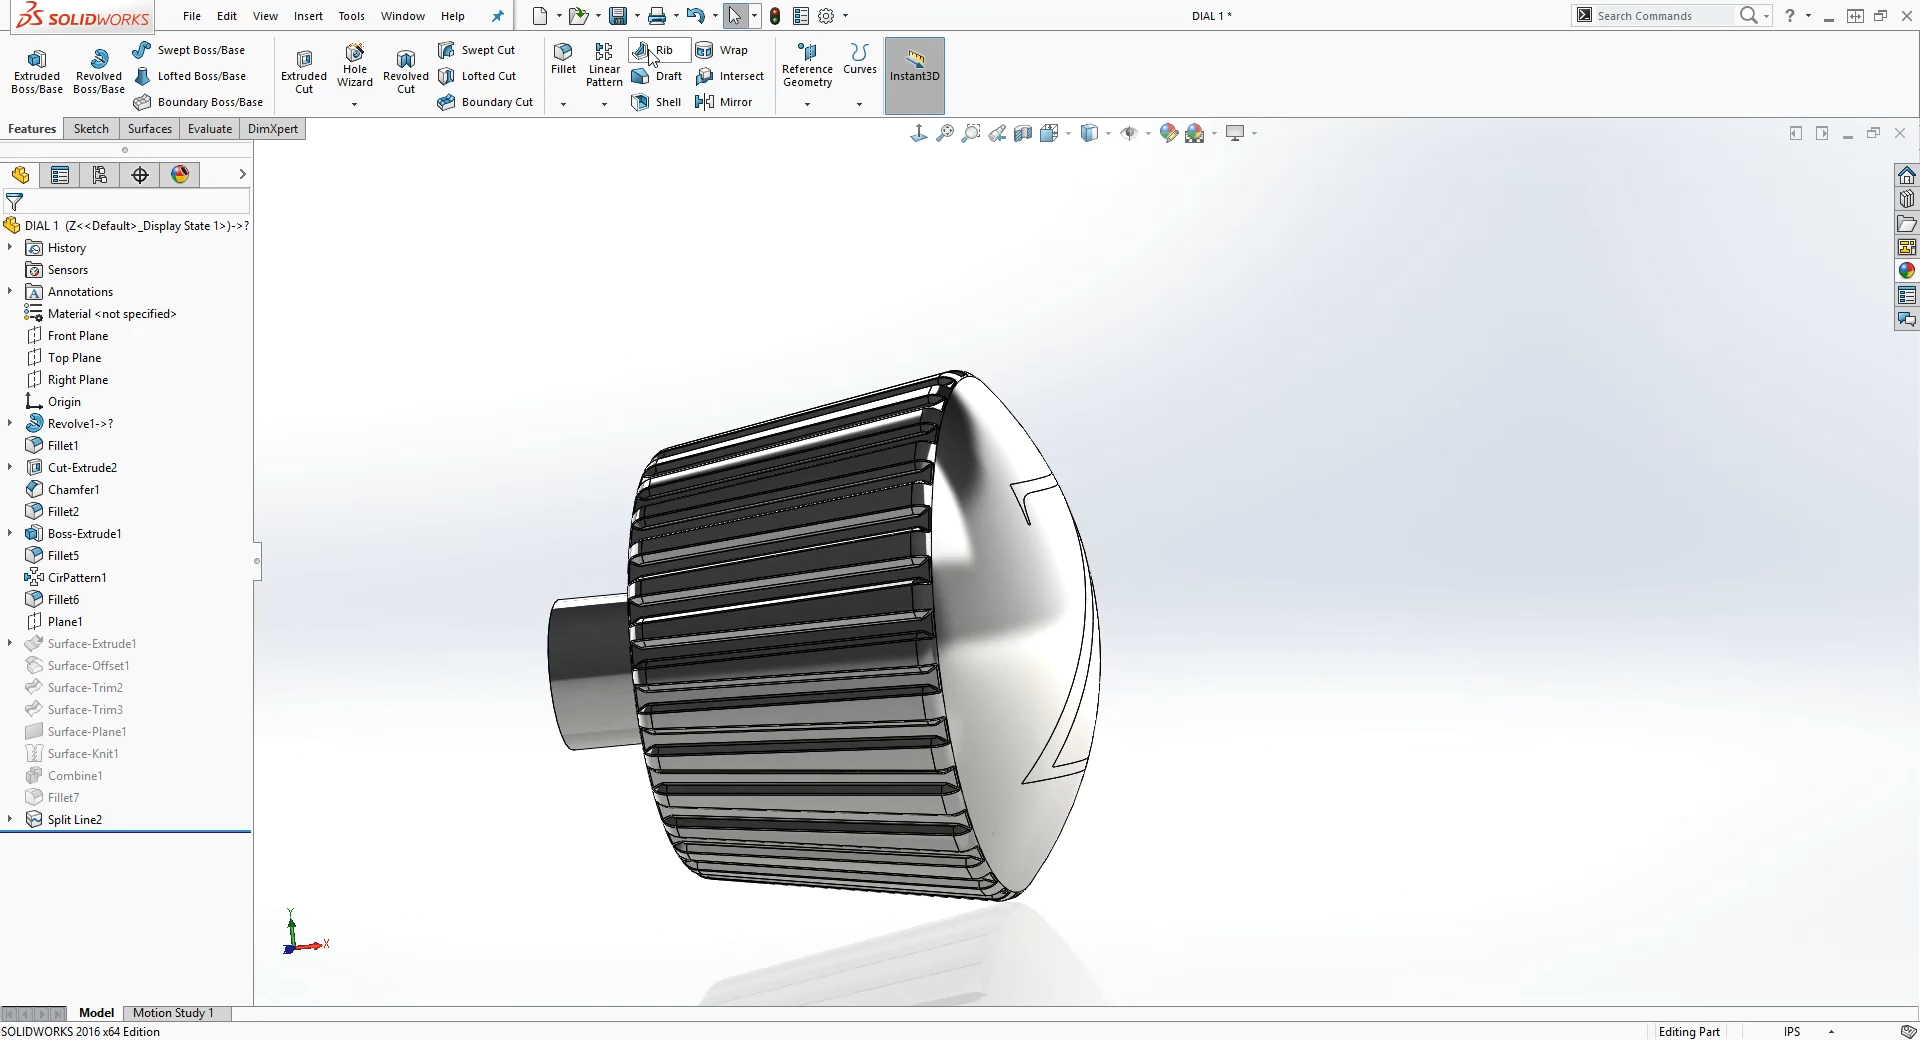 SOLIDWORKS
File Edit View Insert Tools Window Help
DIAL 1 *
Search Commands
?
Extruded Boss/Base
Revolved Boss/Base
Swept Boss/Base
Lofted Boss/Base
Boundary Boss/Base
Extruded Cut
Hole Wizard
Revolved Cut
Swept Cut
Lofted Cut
Boundary Cut
Fillet
Linear Pattern
Rib
Draft
Shell
Wrap
Intersect
Mirror
Reference Geometry
Curves
Instant3D
Features Sketch Surfaces Evaluate DimXpert
DIAL 1 (Z<<Default>_Display State 1>)->?
History
Sensors
Annotations
Material <not specified>
Front Plane
Top Plane
Right Plane
Origin
Revolve1->?
Fillet1
Cut-Extrude2
Chamfer1
Fillet2
Boss-Extrude1
Fillet5
CirPattern1
Fillet6
Plane1
Surface-Extrude1
Surface-Offset1
Surface-Trim2
Surface-Trim3
Surface-Plane1
Surface-Knit1
Combine1
Fillet7
Split Line2
Y
X
Model Motion Study 1
SOLIDWORKS 2016 x64 Edition
Editing Part
IPS